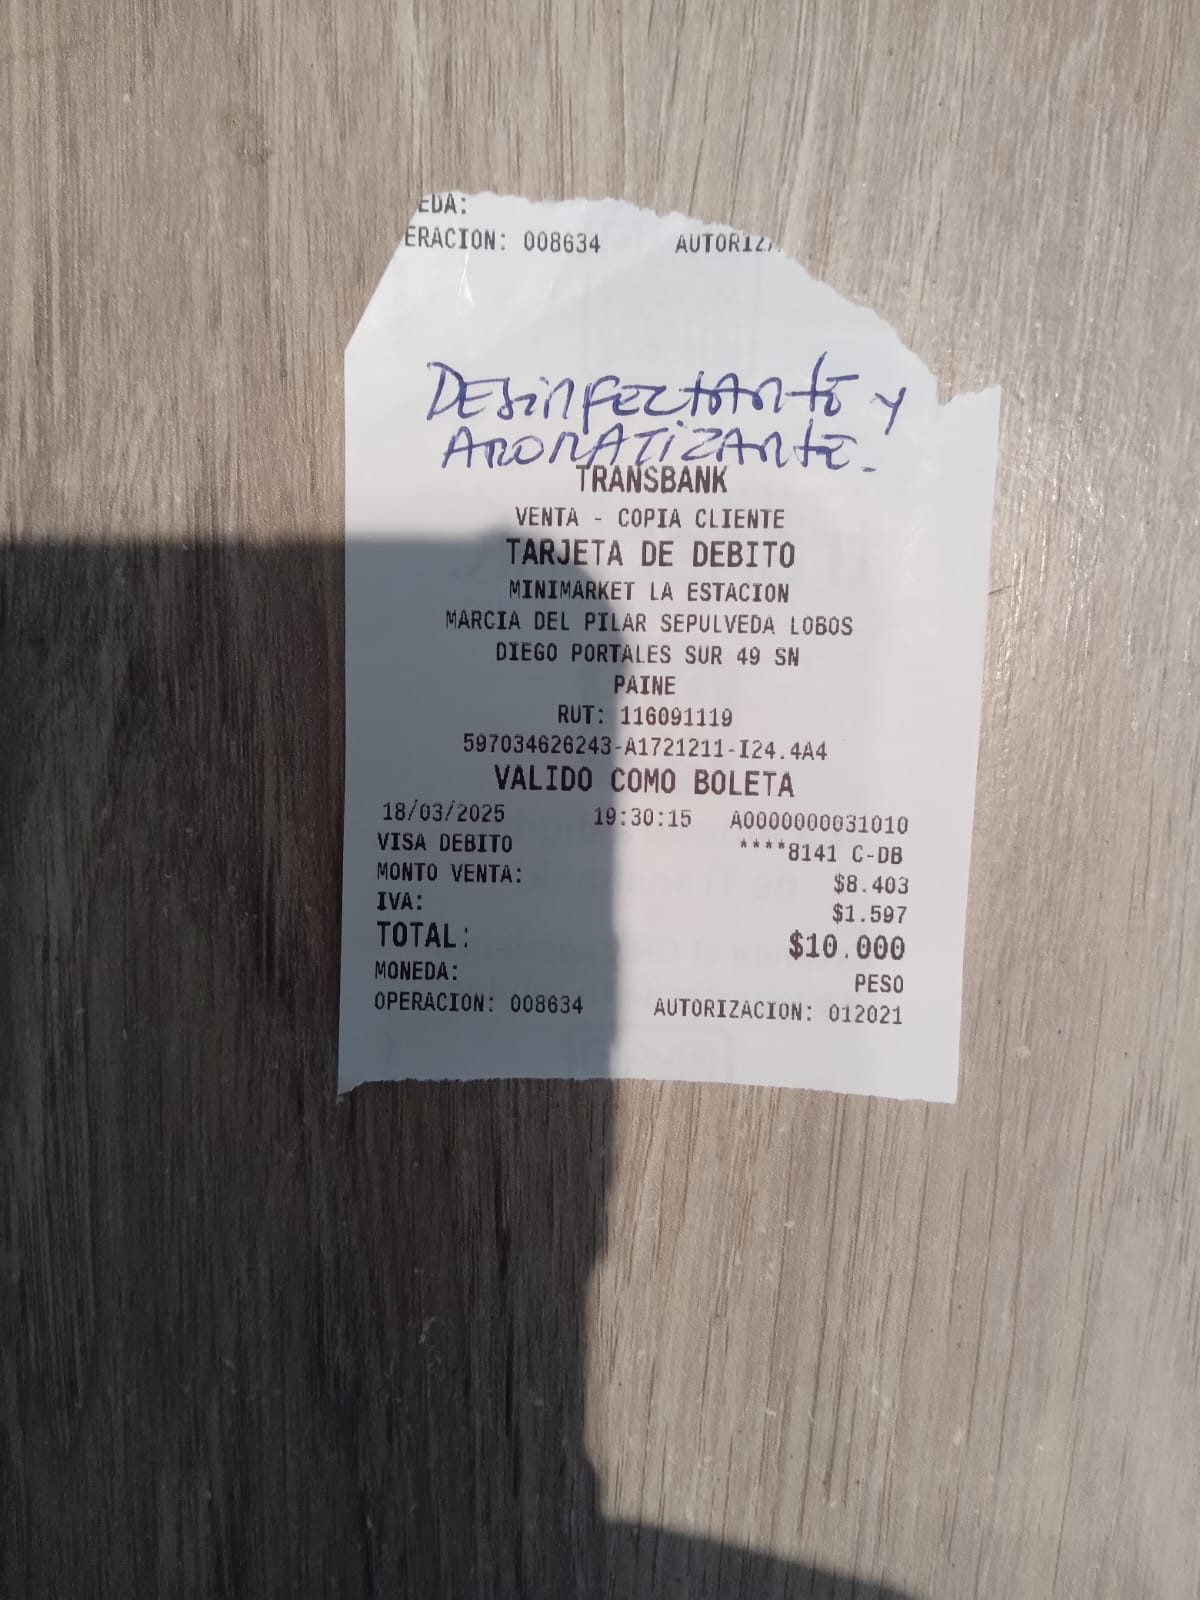 EDA:
ERACION: 008634 AUTORIZA
DESinfECtAntE y
AROMATiZAntE.
TRANSBANK
VENTA - COPIA CLIENTE
TARJETA DE DEBITO
MINIMARKET LA ESTACION
MARCIA DEL PILAR SEPULVEDA LOBOS
DIEGO PORTALES SUR 49 SN
PAINE
RUT: 116091119
597034626243-A1721211-I24.4A4
VALIDO COMO BOLETA
18/03/2025 19:30:15 A0000000031010
VISA DEBITO ****8141 C-DB
MONTO VENTA: $8.403
IVA: $1.597
TOTAL: $10.000
MONEDA: PESO
OPERACION: 008634 AUTORIZACION: 012021